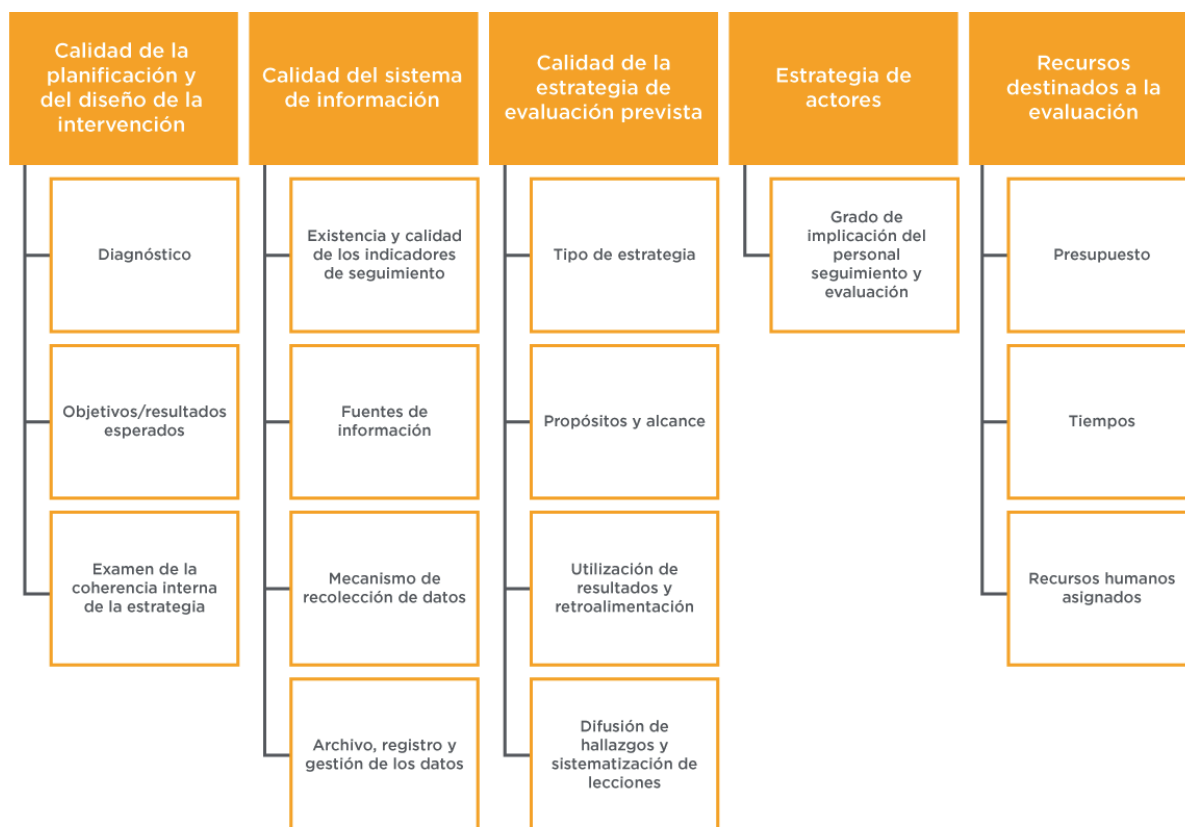 Calidad de la
planificación y
del diseño de la
intervención
Diagnóstico
Objetivos/resultados
esperados
Examen de la
coherencia interna
de la estrategia
Calidad del sistema
de información
Existencia y calidad
de los indicadores
de seguimiento
Fuentes de
información
Mecanismo de
recolección de datos
Archivo, registro y
gestión de los datos
Calidad de la
estrategia de
evaluación prevista
Tipo de estrategia
Propósitos y alcance
Utilización de
resultados y
retroalimentación
Difusión de
hallazgos y
sistematización de
lecciones
Estrategia de
actores
Grado de
implicación del
personal
seguimiento y
evaluación
Recursos
destinados a la
evaluación
Presupuesto
Tiempos
Recursos humanos
asignados